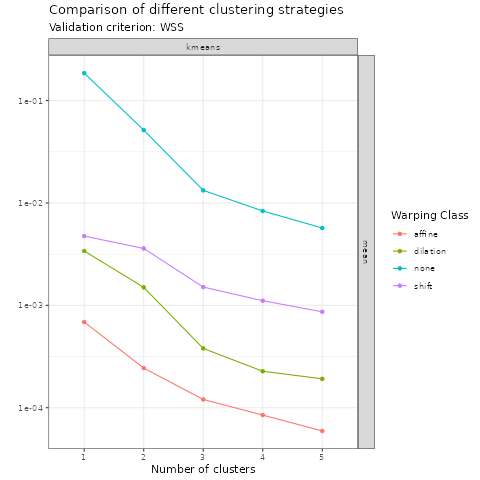 Comparison of different clustering strategies
Validation criterion: WSS
kmeans
1e-01
1e-02
1e-03
1e-04
mean
1 2 3 4 5
Number of clusters
Warping Class
affine
dilation
none
shift